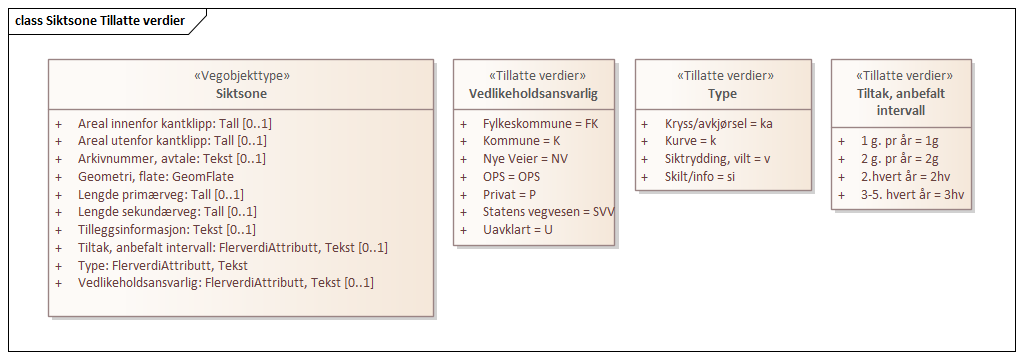 class Siktsone Tillatte verdier
«Vegobjekttype»
Siktsone
+ Areal innenfor kantklipp: Tall [0..1]
+ Areal utenfor kantklipp: Tall [0..1]
+ Arkivnummer, avtale: Tekst [0..1]
+ Geometri, flate: GeomFlate
+ Lengde primærveg: Tall [0..1]
+ Lengde sekundærveg: Tall [0..1]
+ Tilleggsinformasjon: Tekst [0..1]
+ Tiltak, anbefalt intervall: FlerverdiAttributt, Tekst [0..1]
+ Type: FlerverdiAttributt, Tekst
+ Vedlikeholdsansvarlig: FlerverdiAttributt, Tekst [0..1]
«Tillatte verdier»
Vedlikeholdsansvarlig
+ Fylkeskommune = FK
+ Kommune = K
+ Nye Veier = NV
+ OPS = OPS
+ Privat = P
+ Statens vegvesen = SVV
+ Uavklart = U
«Tillatte verdier»
Type
+ Kryss/avkjørsel = ka
+ Kurve = k
+ Siktrydding, vilt = v
+ Skilt/info = si
«Tillatte verdier»
Tiltak, anbefalt
intervall
+ 1 g. pr år = 1g
+ 2 g. pr år = 2g
+ 2.hvert år = 2hv
+ 3-5. hvert år = 3hv